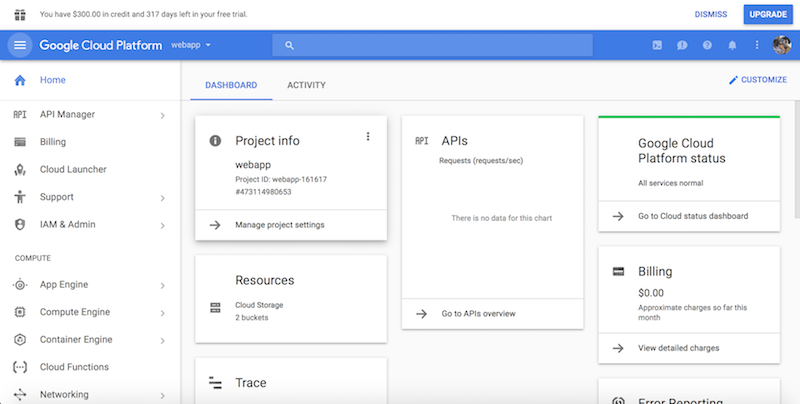 You have $300.00 in credit and 317 days left in your free trial.
DISMISS
UPGRADE
Google Cloud Platform
webapp
Home
API API Manager
Billing
Cloud Launcher
Support
IAM & Admin
COMPUTE
App Engine
Compute Engine
Container Engine
Cloud Functions
Networking
DASHBOARD
ACTIVITY
CUSTOMIZE
Project info
webapp
Project ID: webapp-161617
#473114980653
Manage project settings
Resources
Cloud Storage
2 buckets
Trace
API APIs
Requests (requests/sec)
There is no data for this chart
Go to APIs overview
Google Cloud
Platform status
All services normal
Go to Cloud status dashboard
Billing
$0.00
Approximate charges so far this
month
View detailed charges
Error Reporting